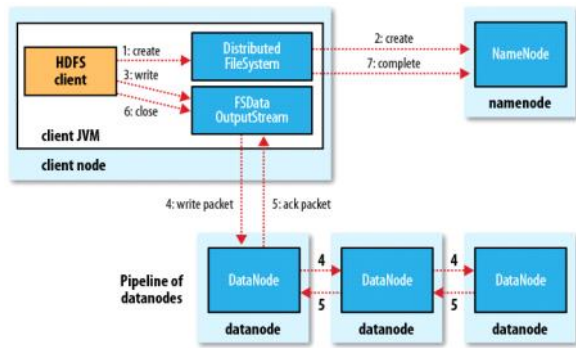 HDFS
client
1: create
3: write
6: close
Distributed
FileSystem
FSData
OutputStream
client JVM
client node
2: create
7: complete
NameNode
namenode
4: write packet
5: ack packet
Pipeline of
datanodes
DataNode
datanode
4
5
DataNode
datanode
4
5
DataNode
datanode